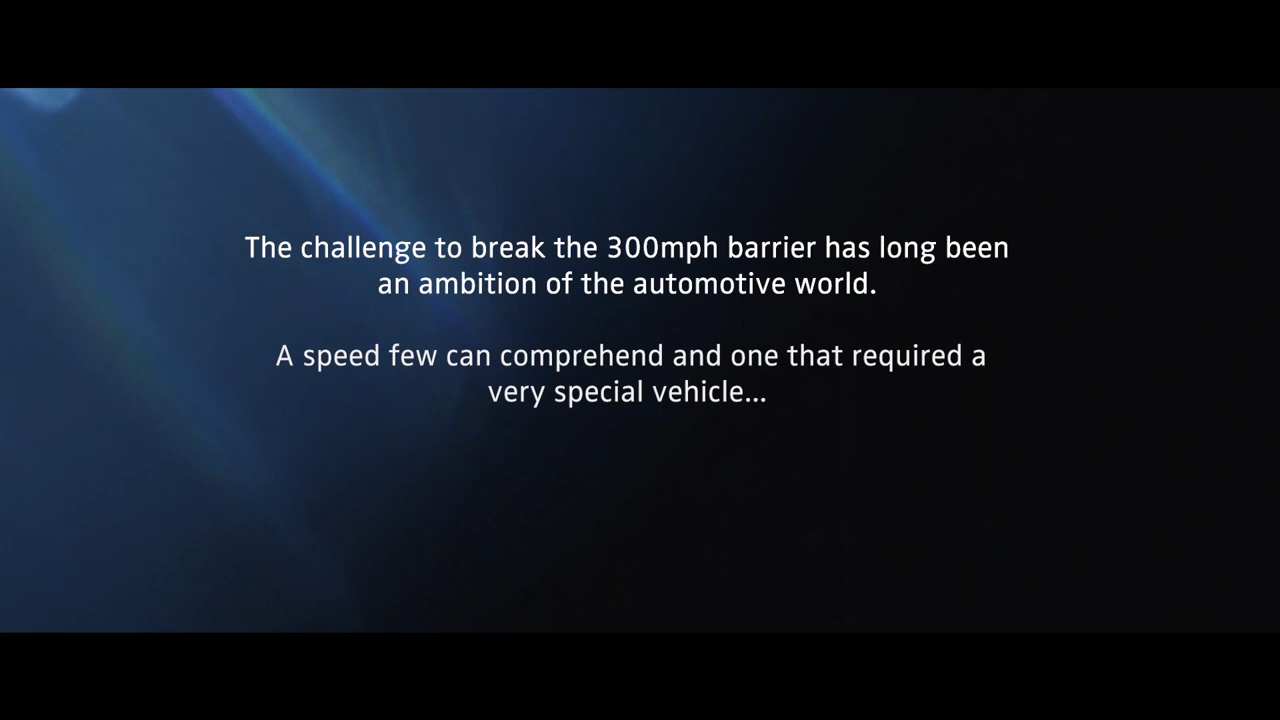 The challenge to break the 300mph barrier has long been
an ambition of the automotive world.
A speed few can comprehend and one that required a
very special vehicle...